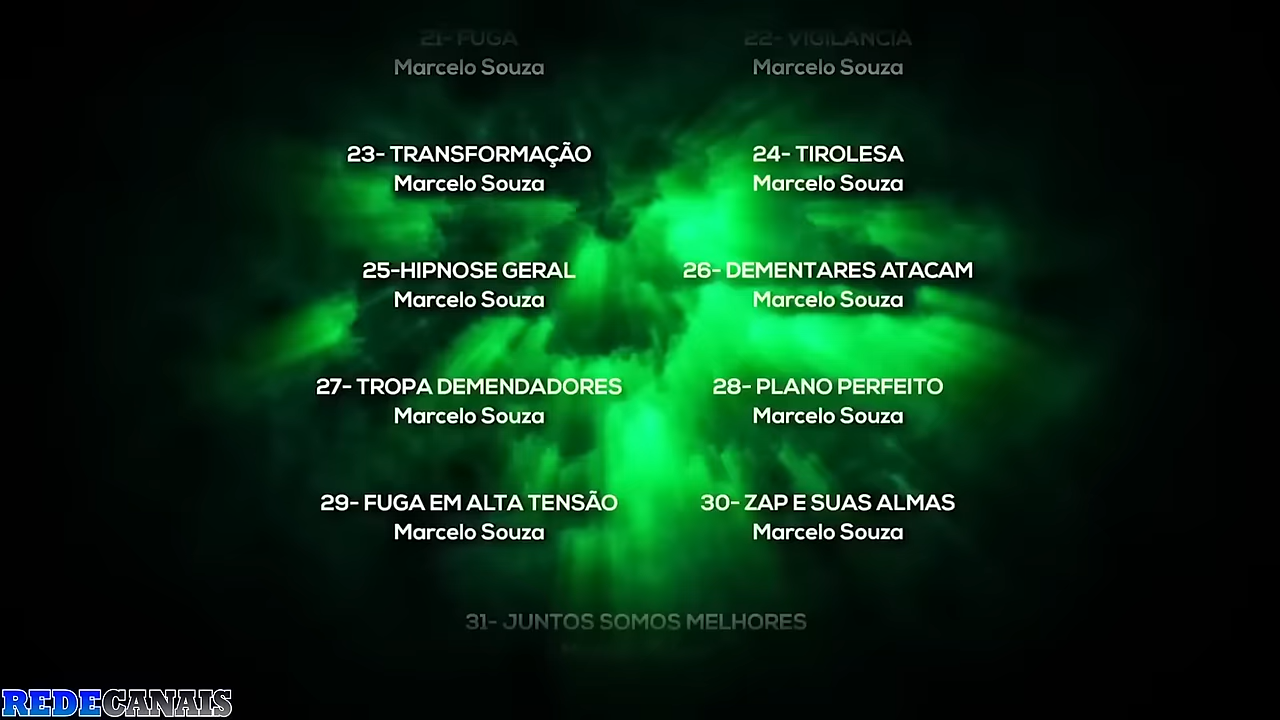 21- FUGA
Marcelo Souza
22- VIGILÂNCIA
Marcelo Souza
23- TRANSFORMAÇÃO
Marcelo Souza
24- TIROLESA
Marcelo Souza
25-HIPNOSE GERAL
Marcelo Souza
26- DEMENTARES ATACAM
Marcelo Souza
27- TROPA DEMENDADORES
Marcelo Souza
28- PLANO PERFEITO
Marcelo Souza
29- FUGA EM ALTA TENSÃO
Marcelo Souza
30- ZAP E SUAS ALMAS
Marcelo Souza
31- JUNTOS SOMOS MELHORES
REDECANAIS